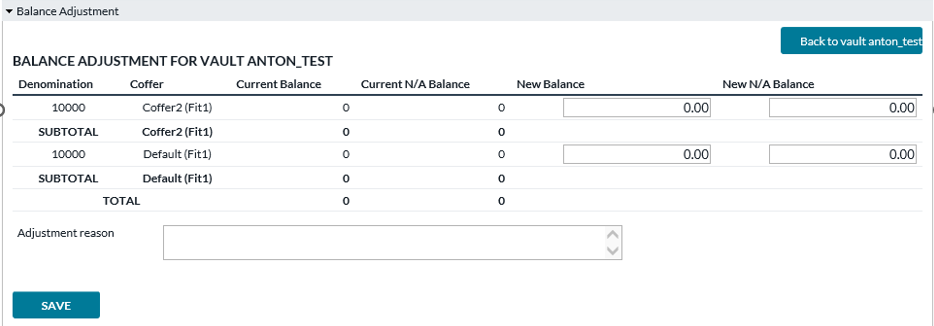 Balance Adjustment
Back to vault anton_test
BALANCE ADJUSTMENT FOR VAULT ANTON_TEST
Denomination Coffer Current Balance Current N/A Balance New Balance New N/A Balance
10000 Coffer2 (Fit1) 0 0 0.00 0.00
SUBTOTAL Coffer2 (Fit1) 0 0
10000 Default (Fit1) 0 0 0.00 0.00
SUBTOTAL Default (Fit1) 0 0
TOTAL 0 0
Adjustment reason
SAVE